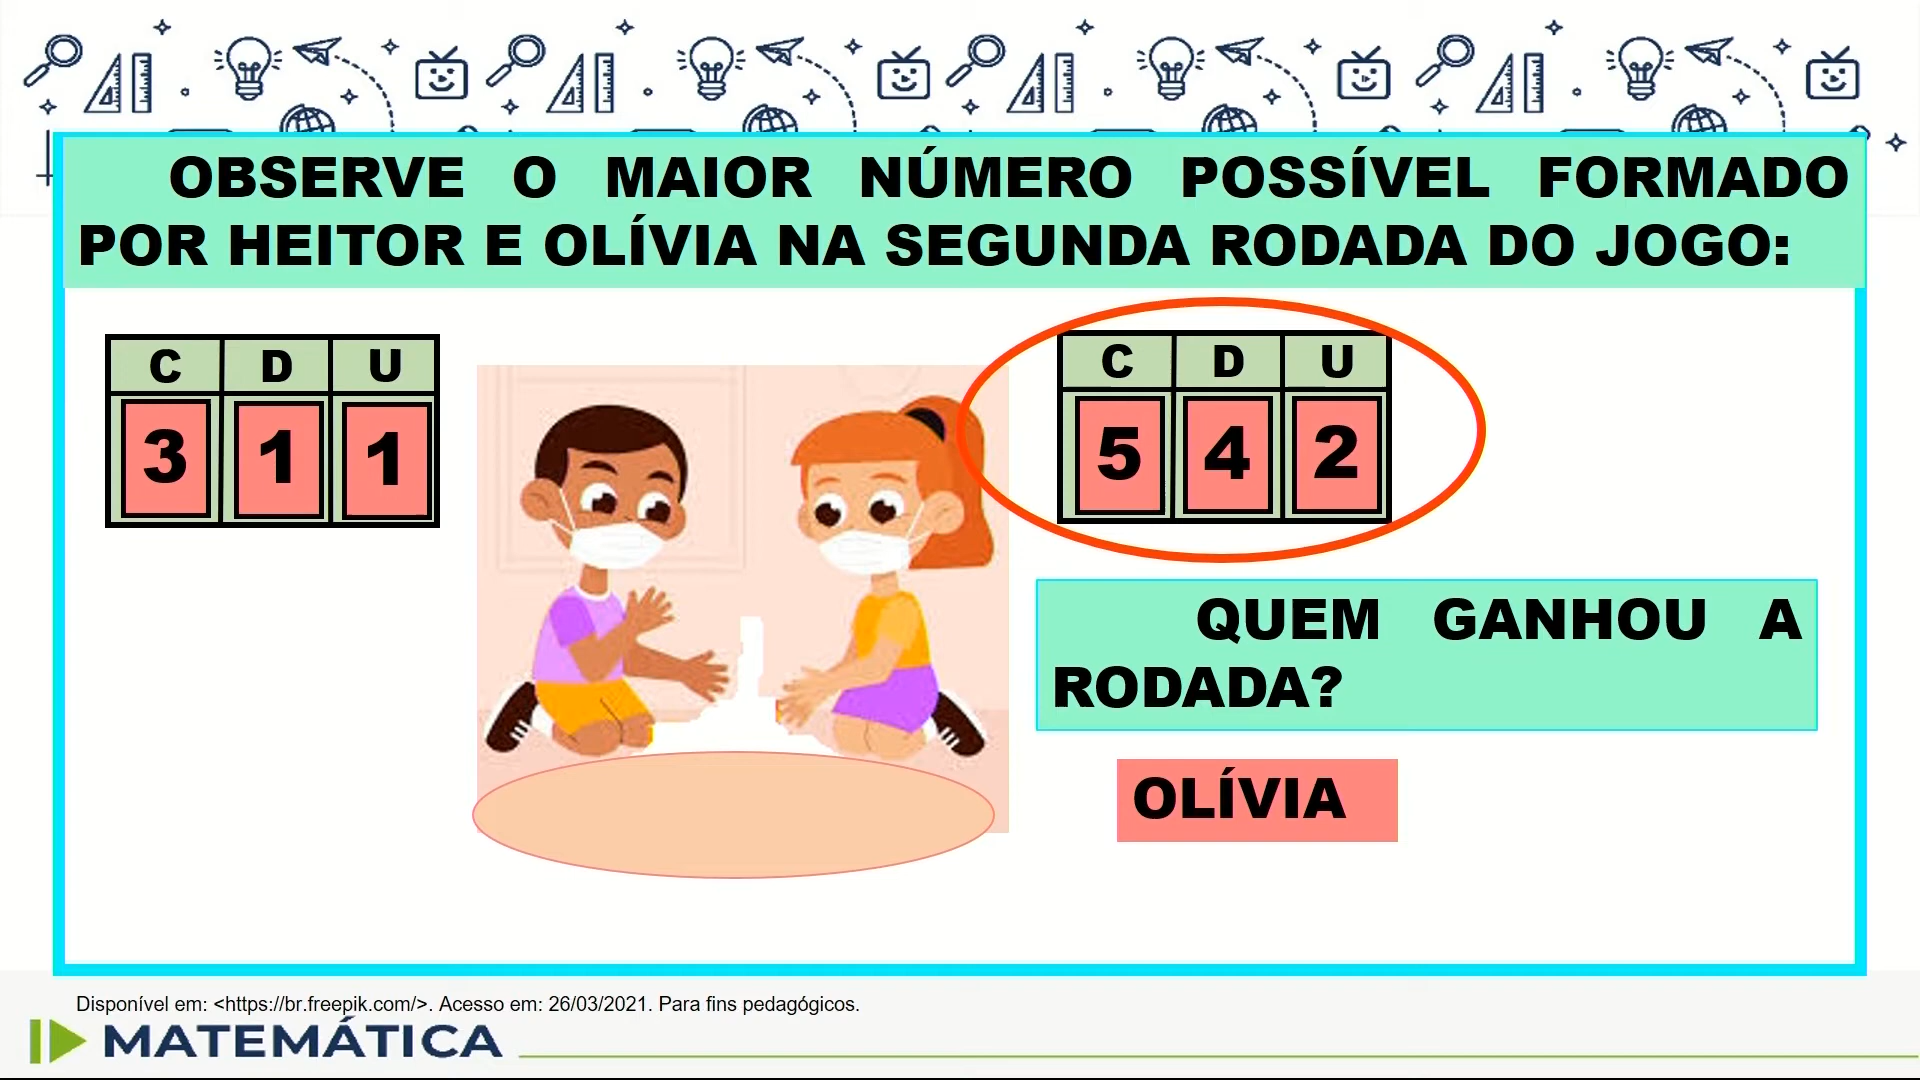 OBSERVE O MAIOR NÚMERO POSSÍVEL FORMADO
POR HEITOR E OLÍVIA NA SEGUNDA RODADA DO JOGO:
C D U
3 1 1
C D U
5 4 2
QUEM GANHOU A
RODADA?
OLÍVIA
Disponível em: <https://br.freepik.com/>. Acesso em: 26/03/2021. Para fins pedagógicos.
MATEMÁTICA